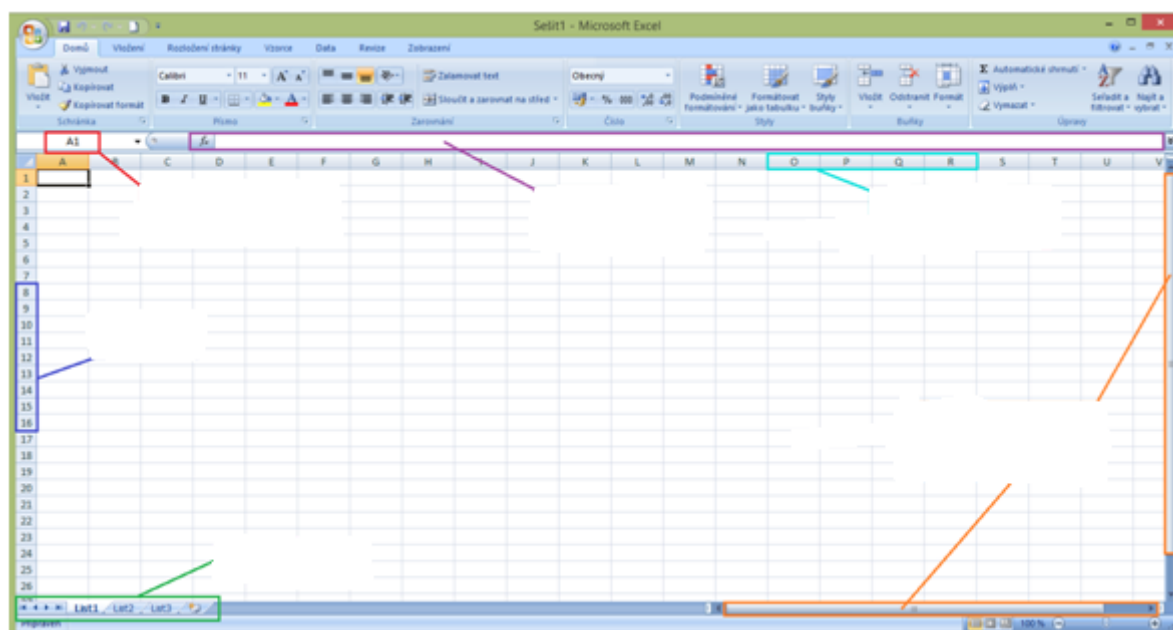 Sešit1 - Microsoft Excel
Domů Vložení Rozložení stránky Vzorce Data Revize Zobrazení
Vyjmout
Kopírovat
Kopírovat formát
Vložit
Schránka
Calibri 11
Písmo
Zalamovat text
Sloučit a zarovnat na střed
Zarovnání
Obecný
% 000
Číslo
Podmíněné formátování
Formátovat jako tabulku
Styly buňky
Styly
Vložit Odstranit Formát
Buňky
Σ Automatické shrnutí
Výplň
Vymazat
Seřadit a filtrovat
Najít a vybrat
Úpravy
A1 fx
A B C D E F G H I J K L M N O P Q R S T U V
1
2
3
4
5
6
7
8
9
10
11
12
13
14
15
16
17
18
19
20
21
22
23
24
25
26
List1 List2 List3
Připraven 100 %